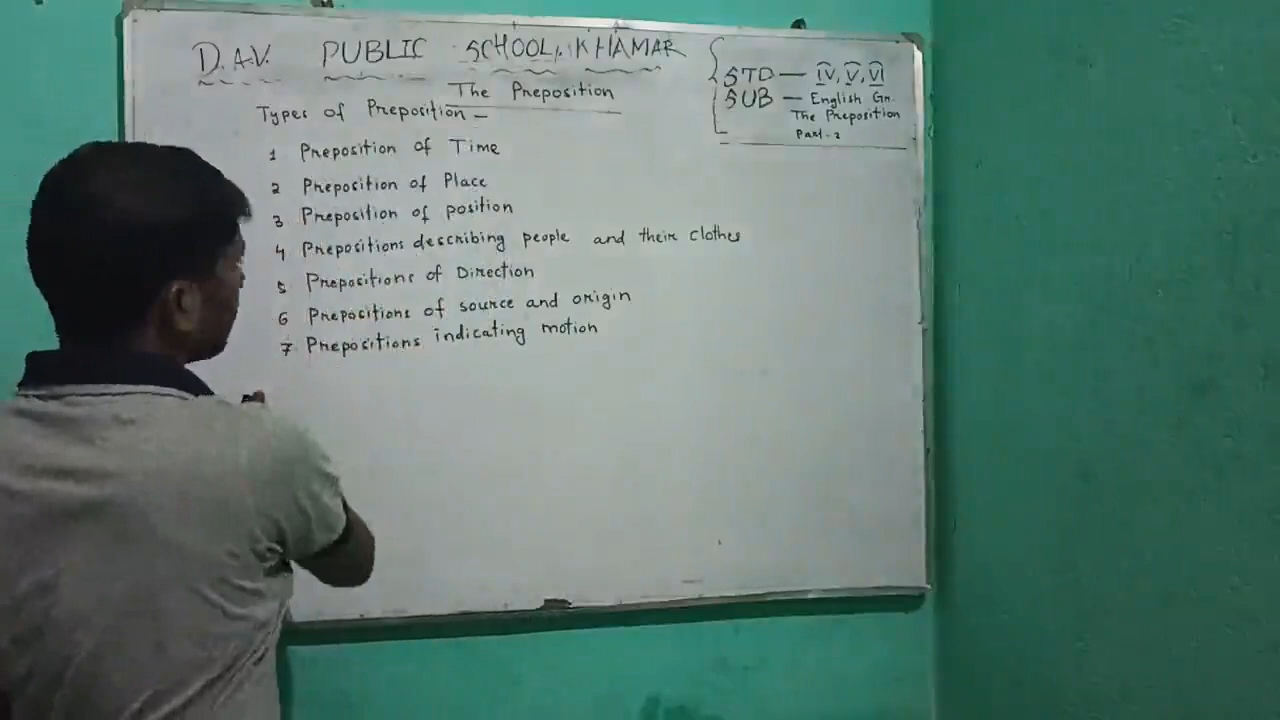 D.A.V. PUBLIC SCHOOL, KHAMAR
STD — IV, V, VI
SUB — English Gr.
The Preposition
Part-2
The Preposition
Types of Preposition —
1 Preposition of Time
2 Preposition of Place
3 Preposition of position
4 Prepositions describing people and their clothes
5 Prepositions of Direction
6 Prepositions of source and origin
7 Prepositions indicating motion